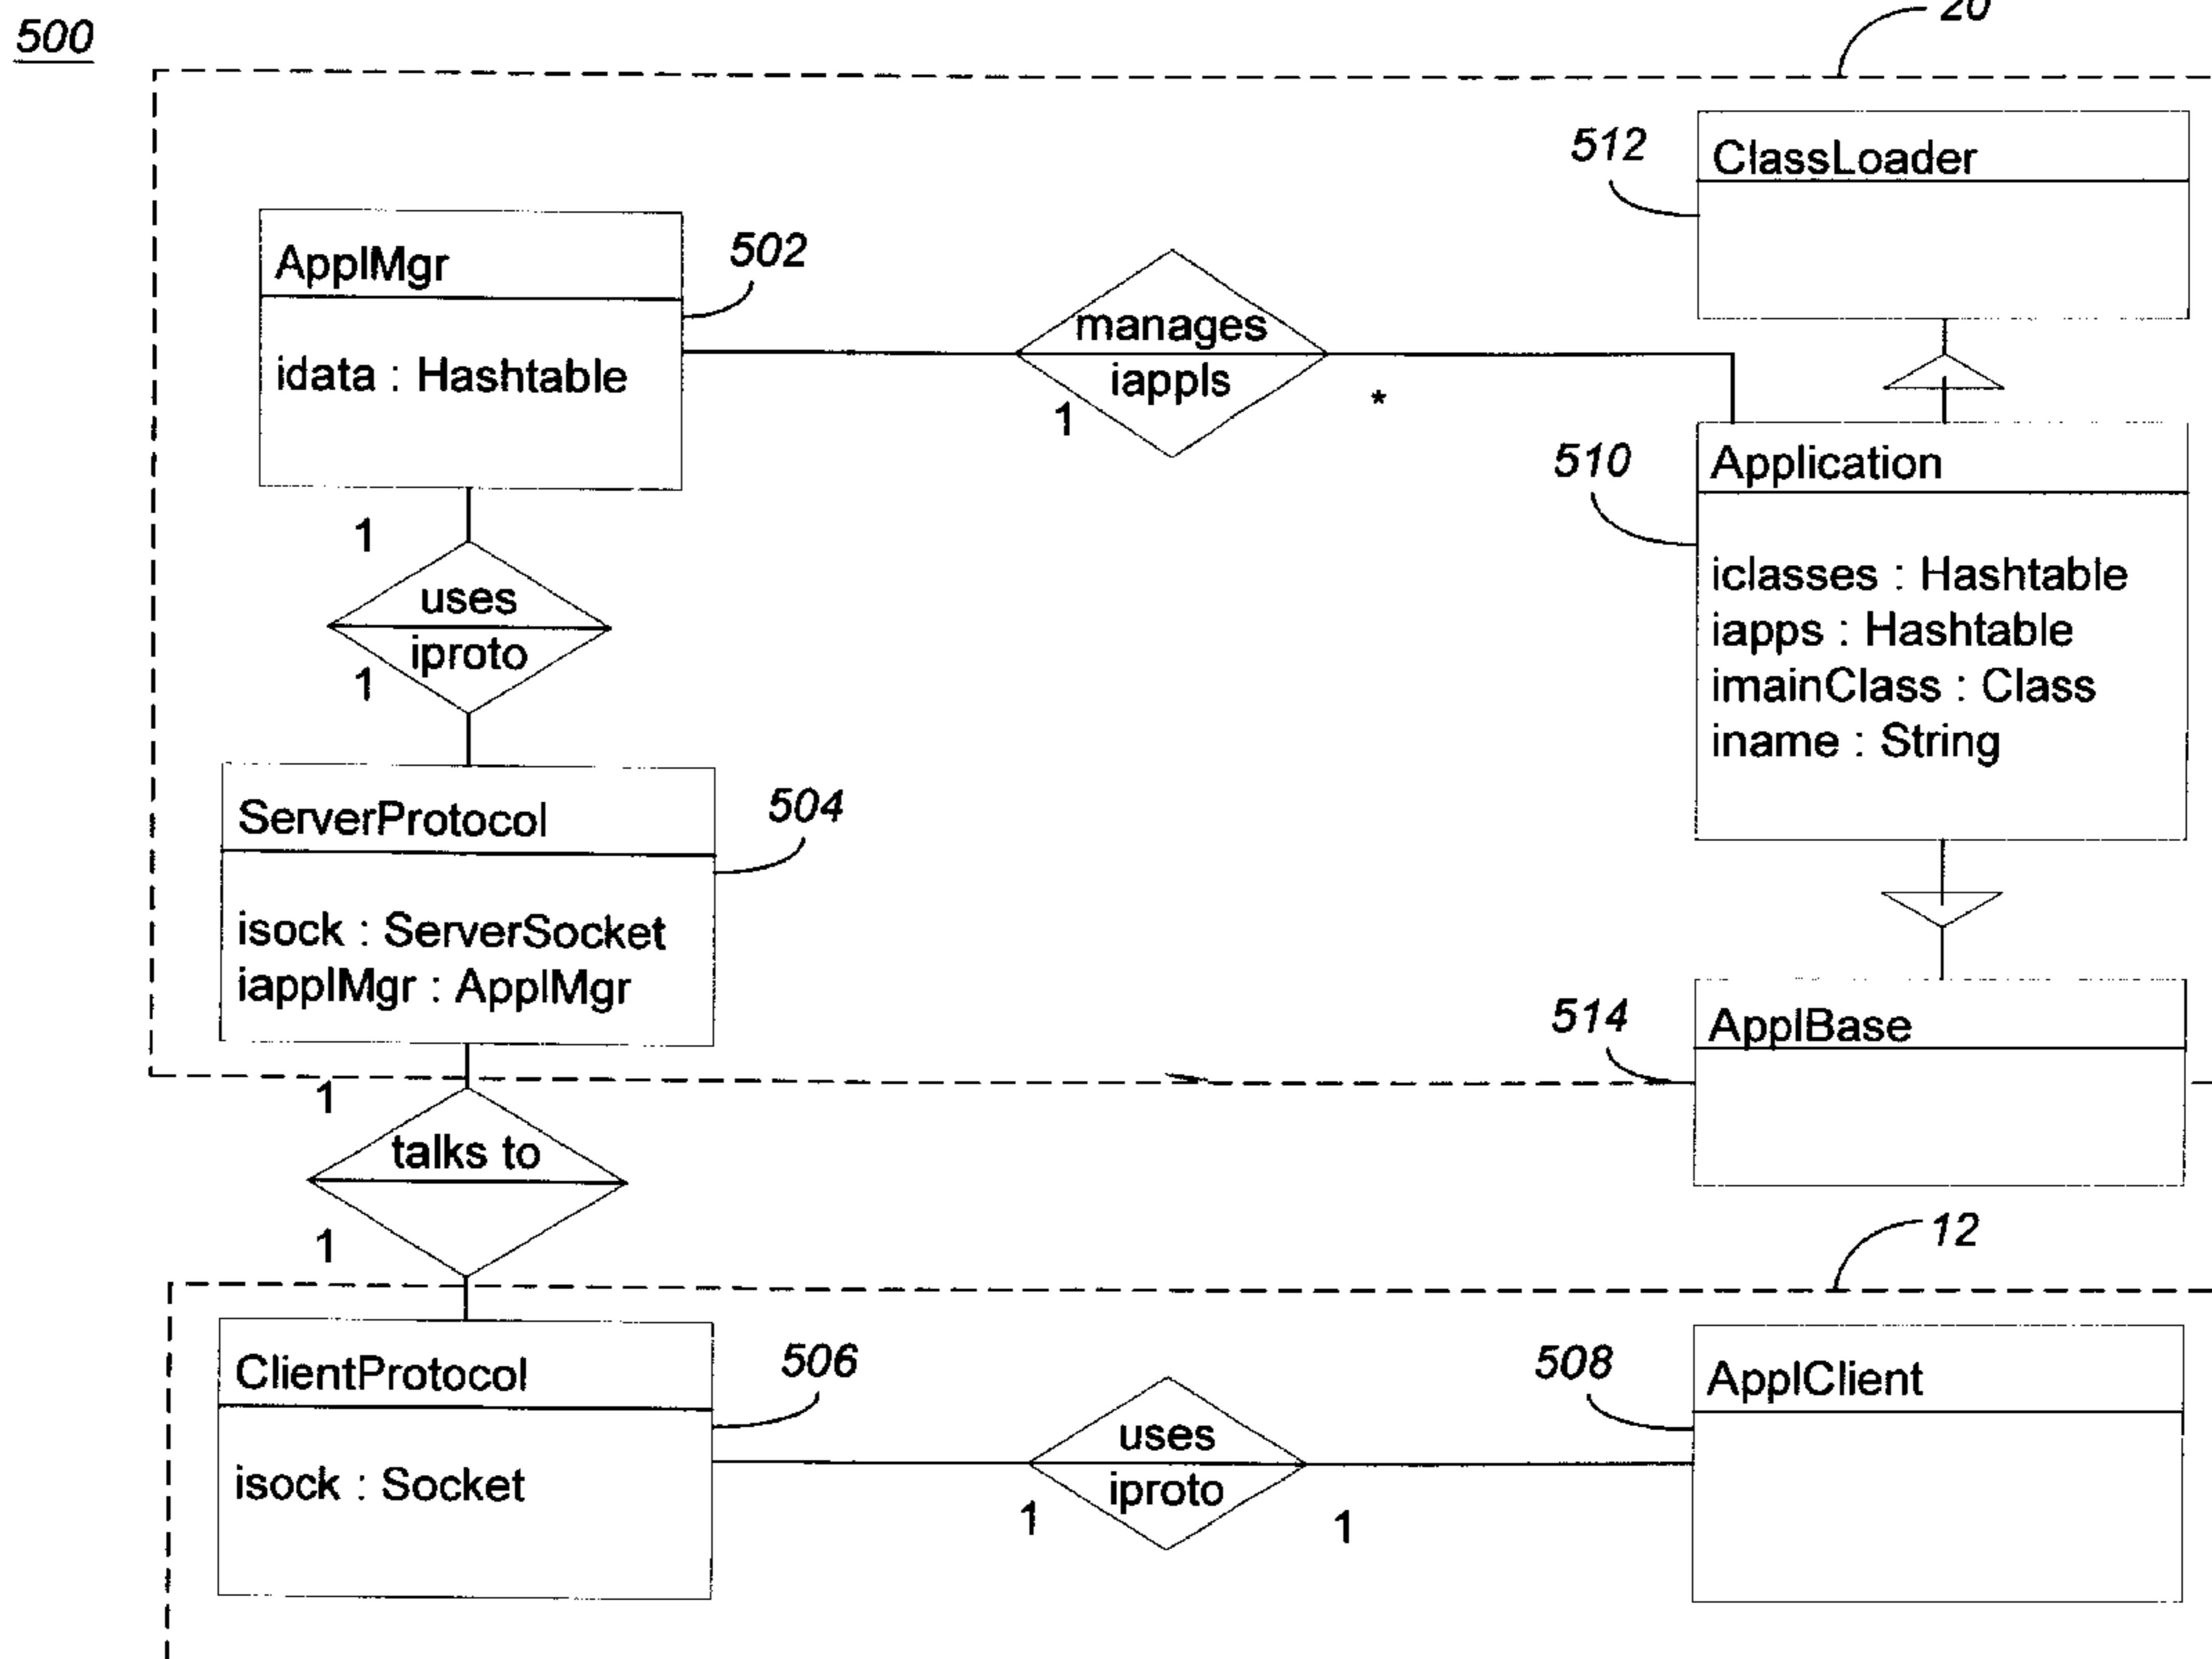 500
20
512
ClassLoader
ApplMgr
502
idata : Hashtable
manages
iappls
1
*
510
Application
iclasses : Hashtable
iapps : Hashtable
imainClass : Class
iname : String
1
uses
iproto
1
ServerProtocol
504
isock : ServerSocket
iapplMgr : ApplMgr
514
ApplBase
1
talks to
1
12
ClientProtocol
506
isock : Socket
uses
iproto
1
1
508
ApplClient